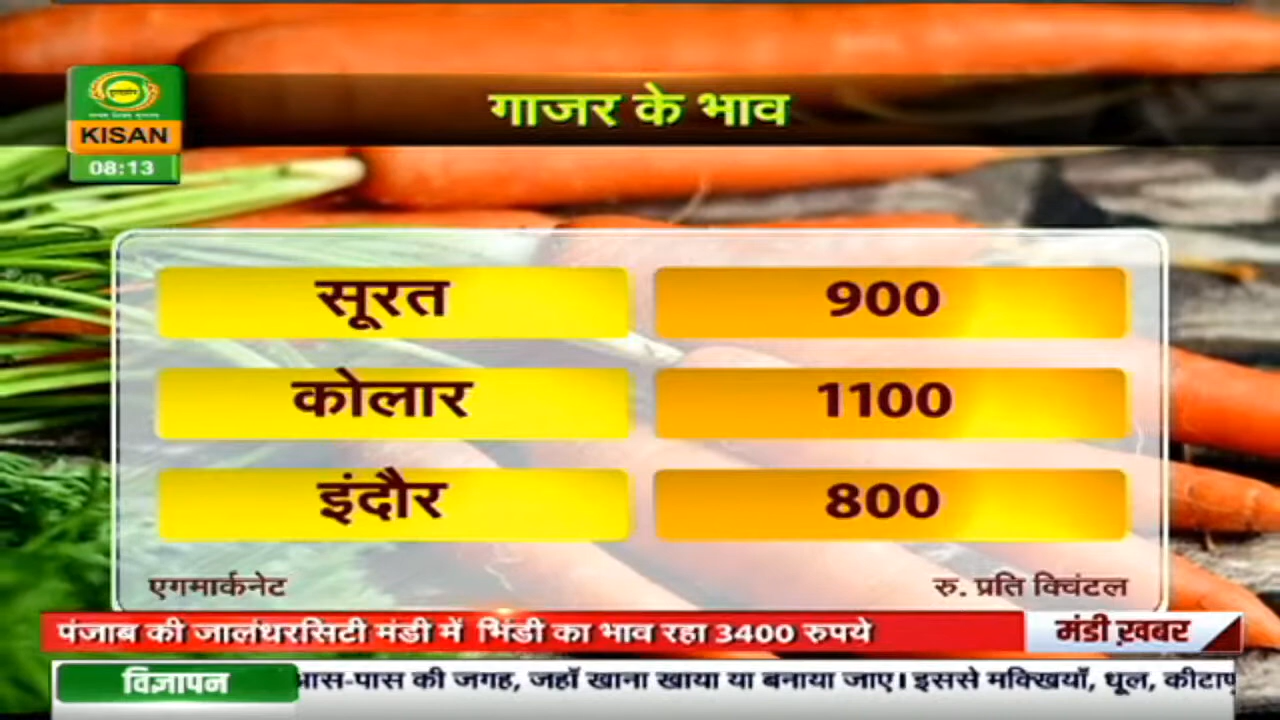 गाजर के भाव
KISAN
08:13
सूरत 900
कोलार 1100
इंदौर 800
एगमार्कनेट रु. प्रति क्विंटल
पंजाब की जालंधरसिटी मंडी में भिंडी का भाव रहा 3400 रुपये मंडी ख़बर
विज्ञापन आस-पास की जगह, जहाँ खाना खाया या बनाया जाए। इससे मक्खियाँ, धूल,